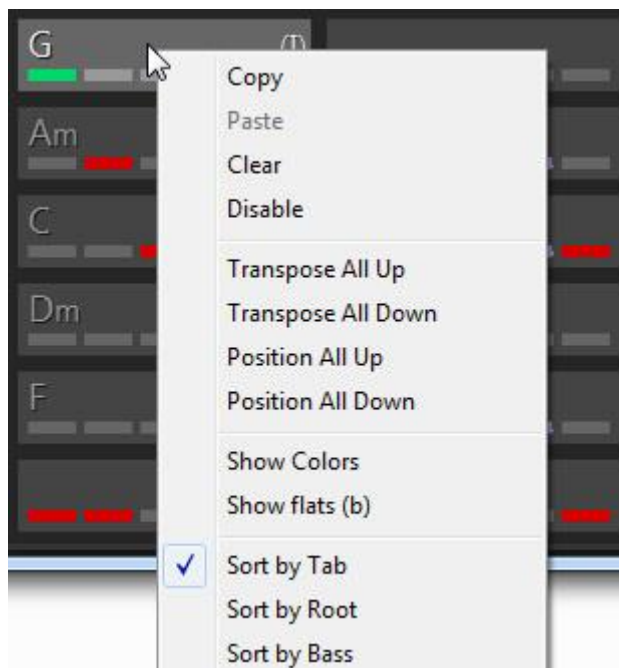 G (I)
Am
C
Dm
F
Copy
Paste
Clear
Disable
Transpose All Up
Transpose All Down
Position All Up
Position All Down
Show Colors
Show flats (b)
Sort by Tab
Sort by Root
Sort by Bass